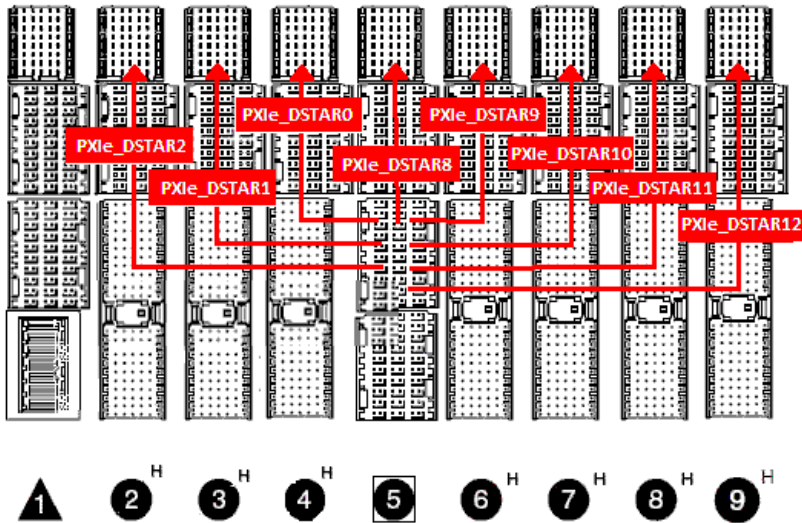 PXIe_DSTAR0
PXIe_DSTAR9
PXIe_DSTAR2
PXIe_DSTAR8
PXIe_DSTAR10
PXIe_DSTAR1
PXIe_DSTAR11
PXIe_DSTAR12
1 2 H 3 H 4 H 5 6 H 7 H 8 H 9 H